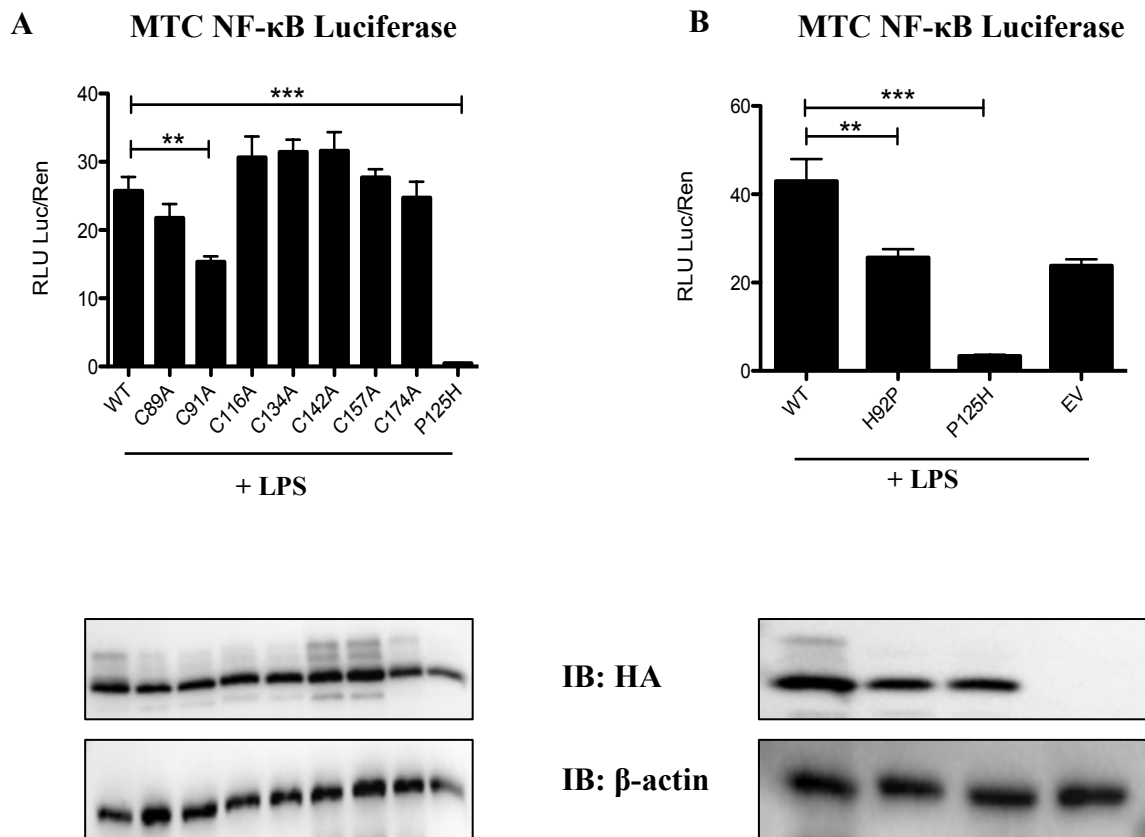 A
MTC NF-κB Luciferase
RLU Luc/Ren
40
30
20
10
0
***
**
WT
C89A
C91A
C116A
C134A
C142A
C157A
C174A
P125H
+ LPS
B
MTC NF-κB Luciferase
RLU Luc/Ren
60
40
20
0
***
**
WT
H92P
P125H
EV
+ LPS
IB: HA
IB: β-actin